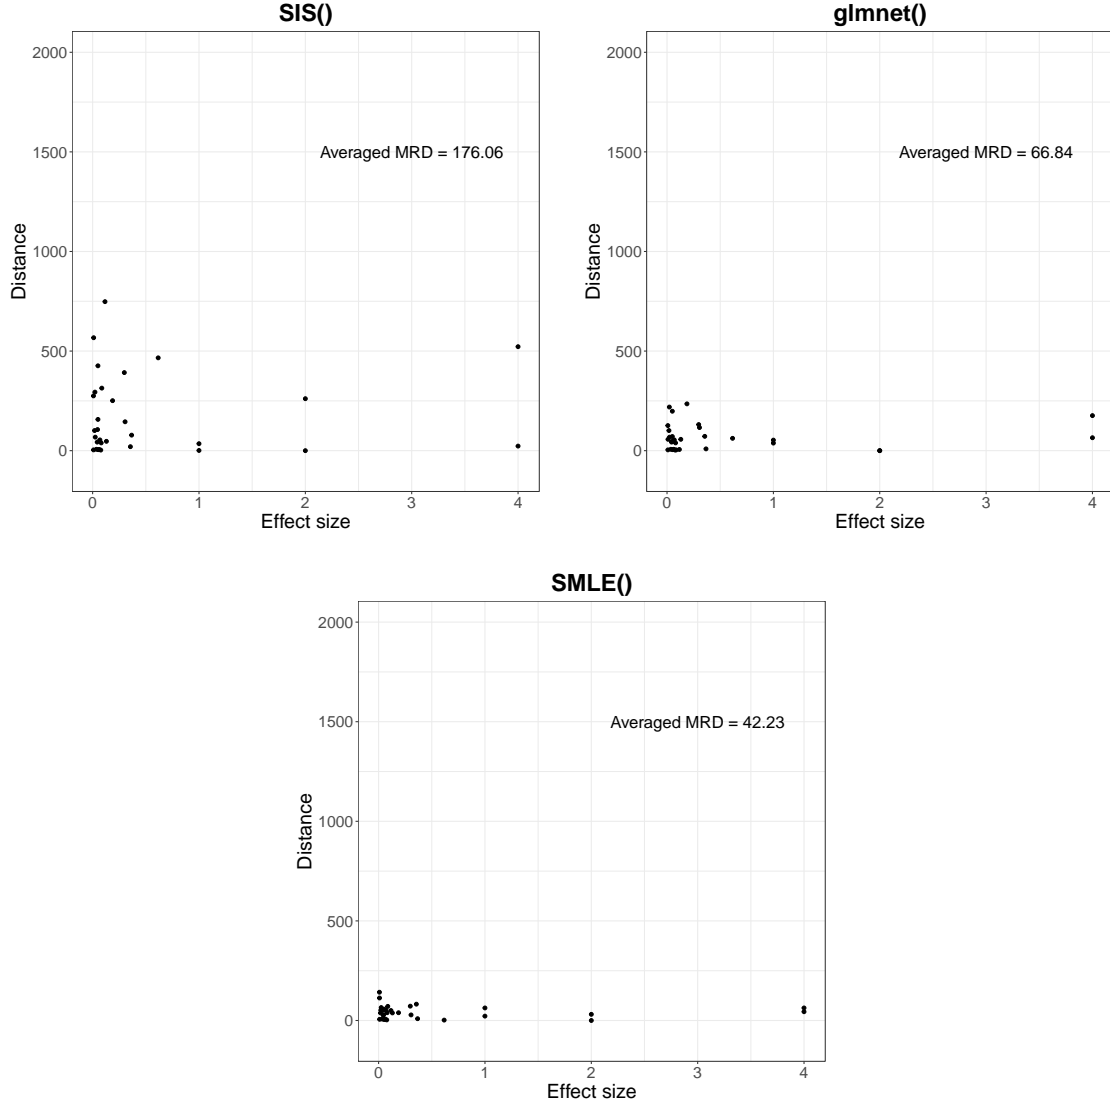 SIS()
2000
1500
1000
500
0
Distance
Averaged MRD = 176.06
0 1 2 3 4
Effect size
glmnet()
2000
1500
1000
500
0
Distance
Averaged MRD = 66.84
0 1 2 3 4
Effect size
SMLE()
2000
1500
1000
500
0
Distance
Averaged MRD = 42.23
0 1 2 3 4
Effect size